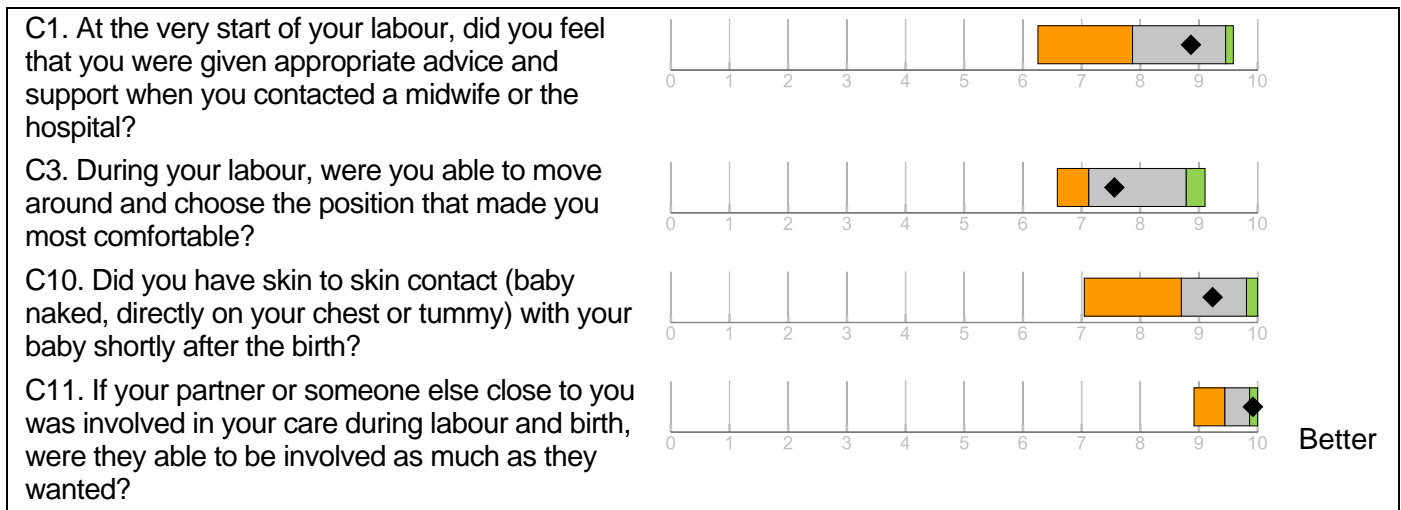 C1. At the very start of your labour, did you feel
that you were given appropriate advice and
support when you contacted a midwife or the
hospital?
0 1 2 3 4 5 6 7 8 9 10
C3. During your labour, were you able to move
around and choose the position that made you
most comfortable?
0 1 2 3 4 5 6 7 8 9 10
C10. Did you have skin to skin contact (baby
naked, directly on your chest or tummy) with your
baby shortly after the birth?
0 1 2 3 4 5 6 7 8 9 10
C11. If your partner or someone else close to you
was involved in your care during labour and birth,
were they able to be involved as much as they
wanted?
0 1 2 3 4 5 6 7 8 9 10
Better